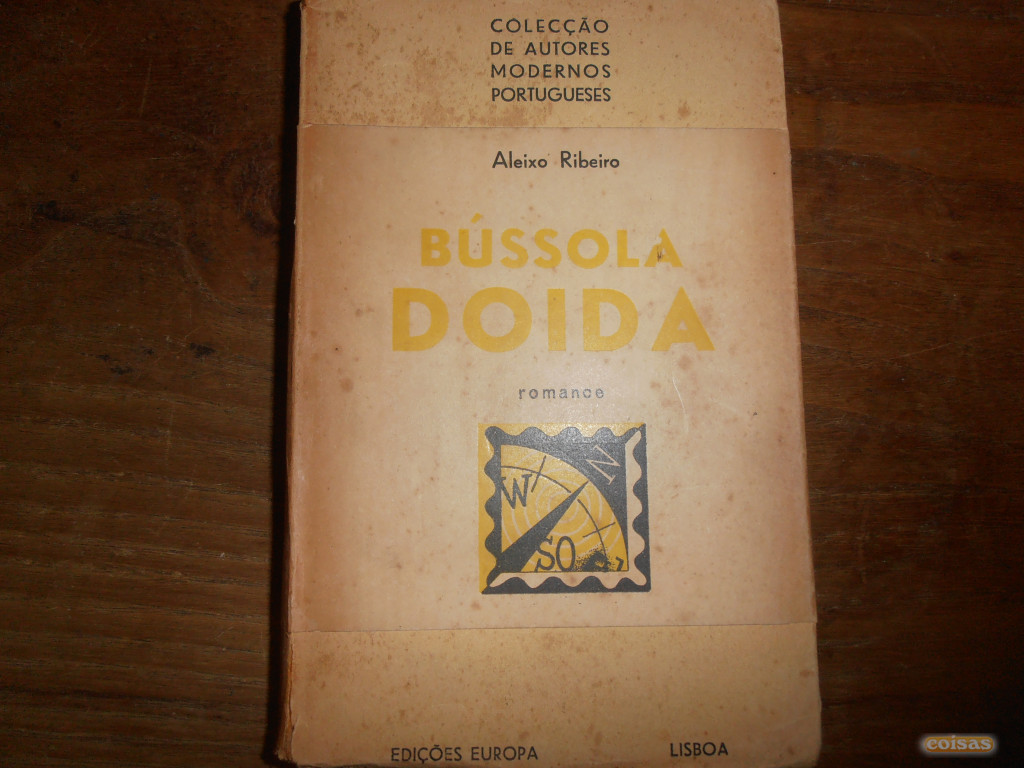 COLECÇÃO
DE AUTORES
MODERNOS
PORTUGUESES
Aleixo Ribeiro
BÚSSOLA
DOIDA
romance
N
W
SO
EDIÇÕES EUROPA LISBOA
coisas